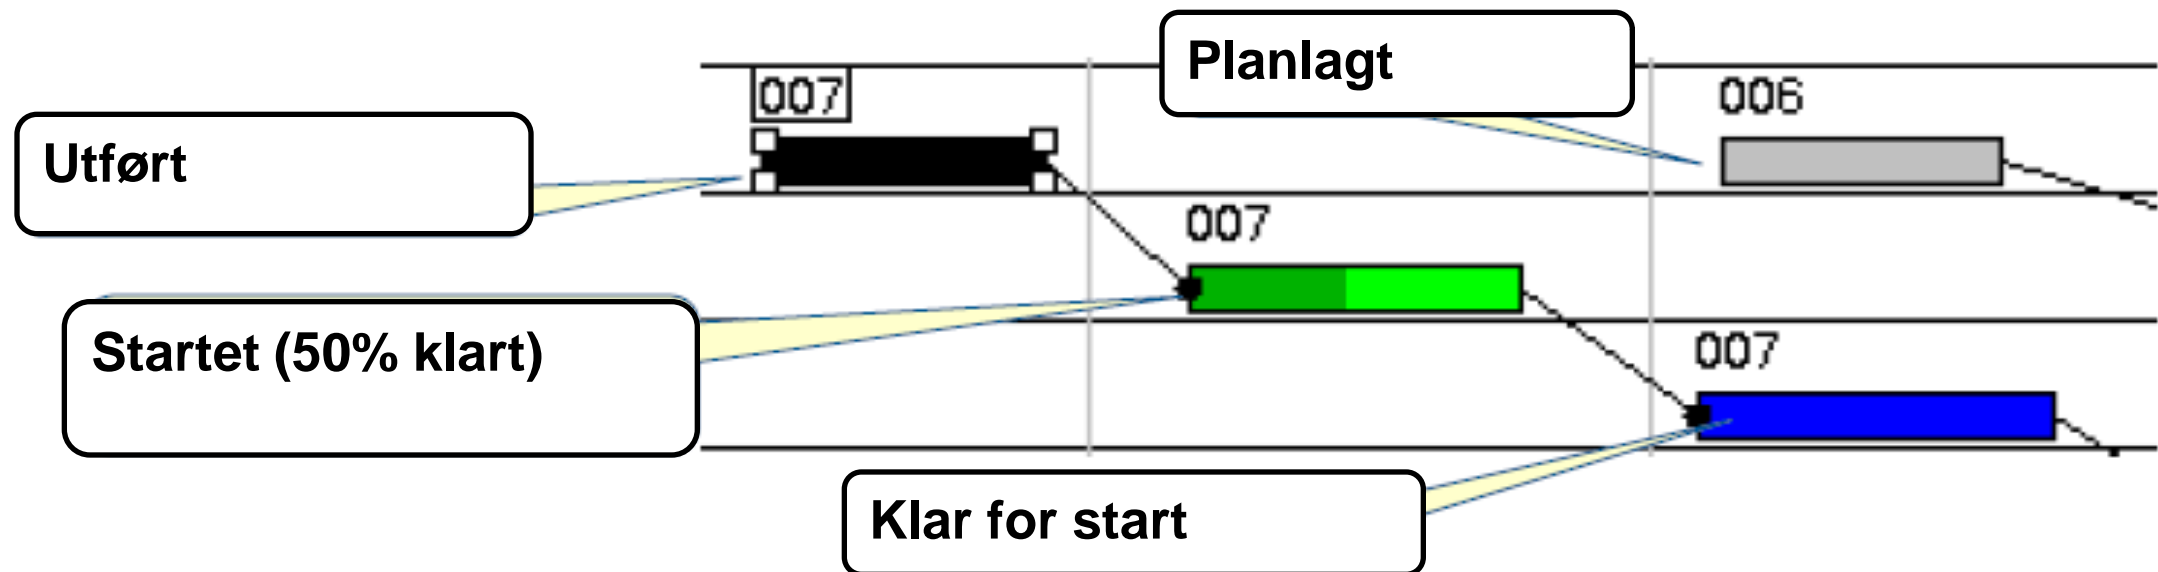 Planlagt
007
006
Utført
007
Startet (50% klart)
007
Klar for start